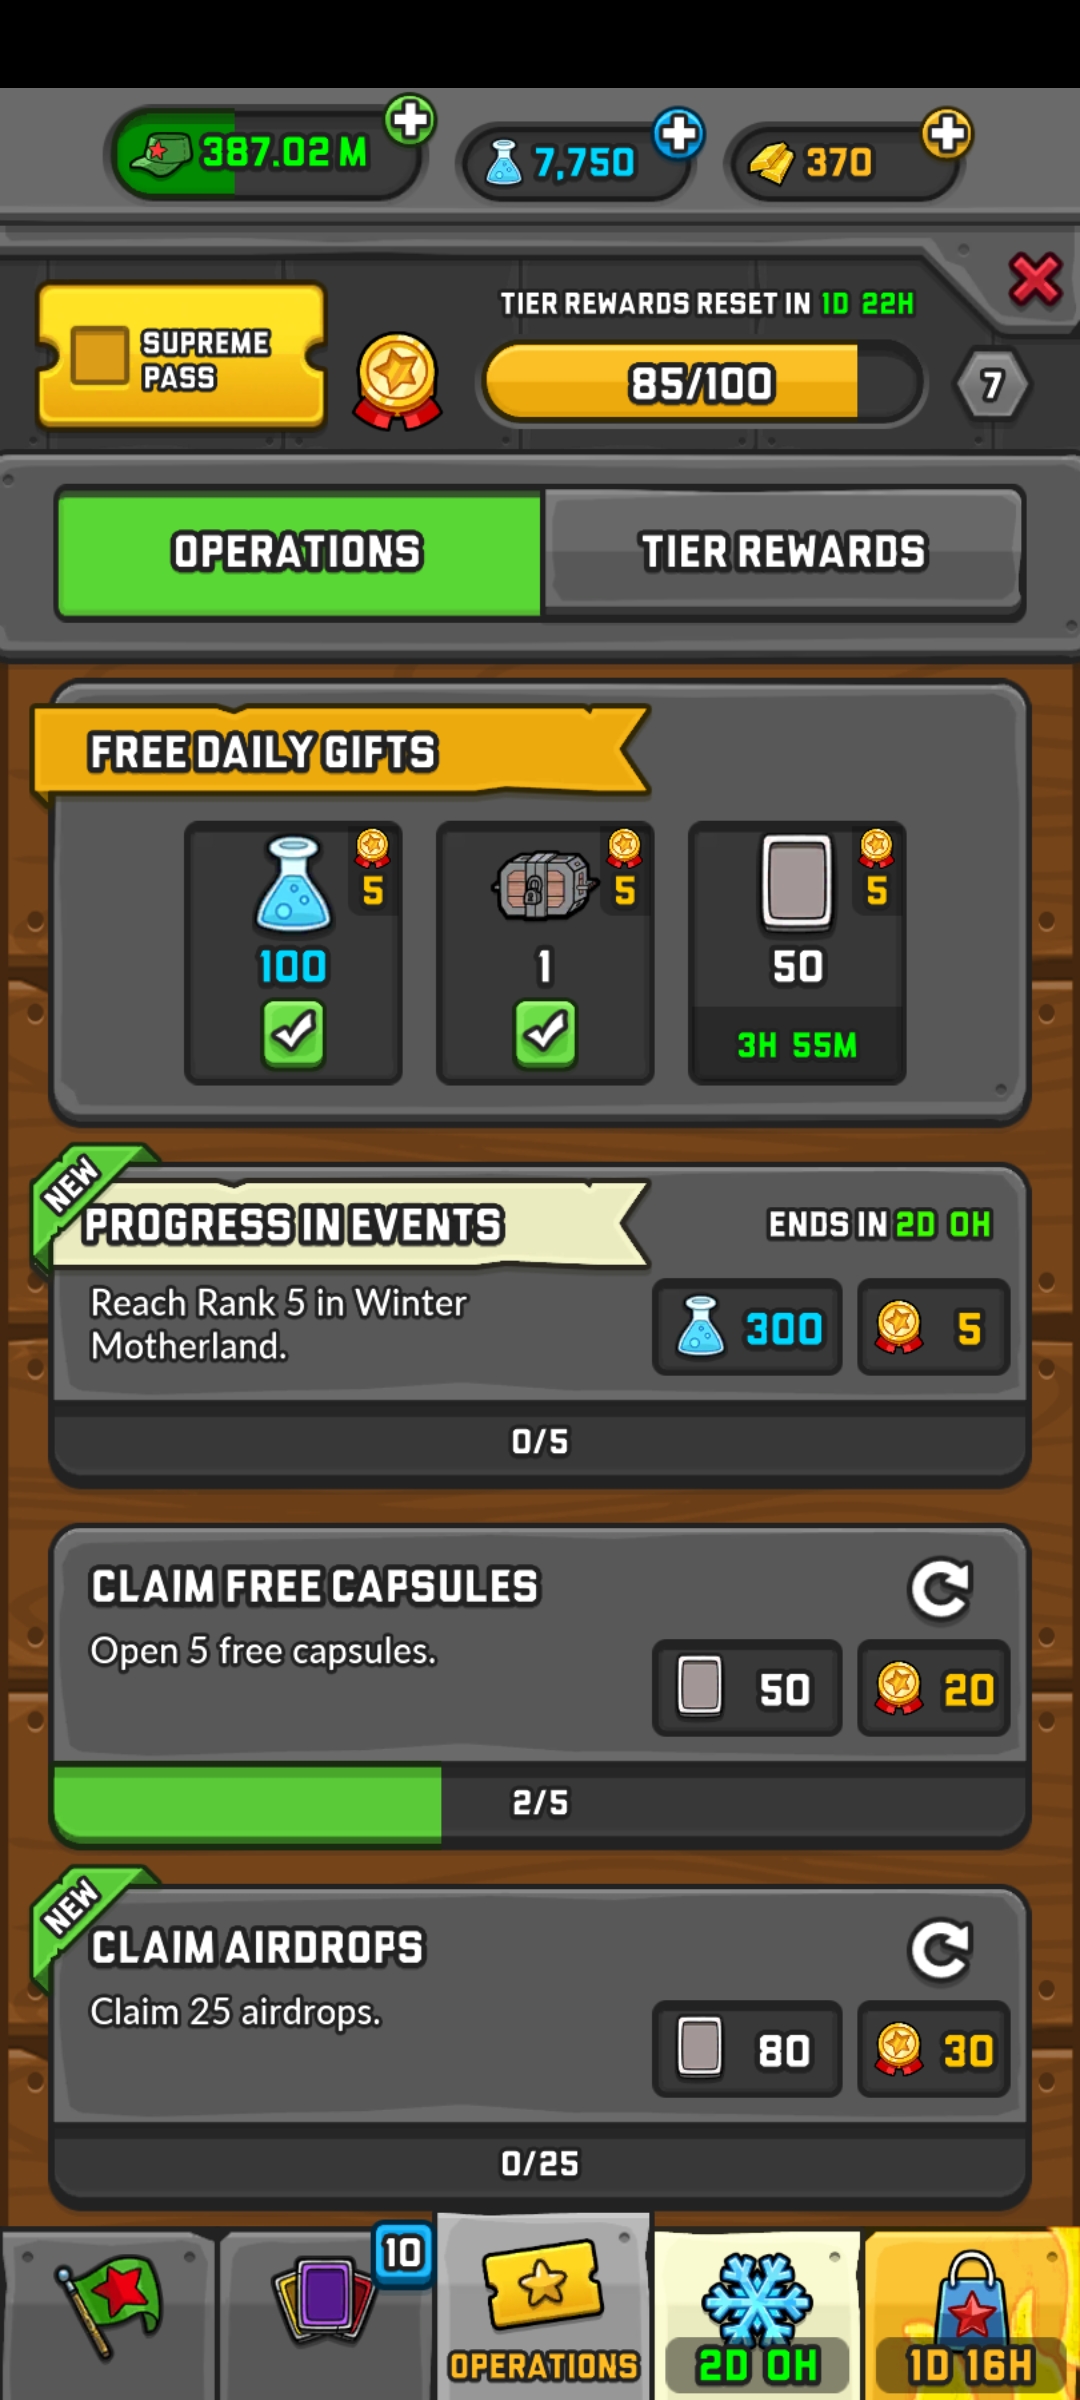 387.02 M
7,750
370
SUPREME
PASS
TIER REWARDS RESET IN 1D 22H
85/100
7
OPERATIONS
TIER REWARDS
FREE DAILY GIFTS
5
5
5
100
1
50
3H 55M
NEW
PROGRESS IN EVENTS
ENDS IN 2D 0H
Reach Rank 5 in Winter
Motherland.
300
5
0/5
CLAIM FREE CAPSULES
Open 5 free capsules.
50
20
2/5
NEW
CLAIM AIRDROPS
Claim 25 airdrops.
80
30
0/25
10
OPERATIONS
2D 0H
1D 16H